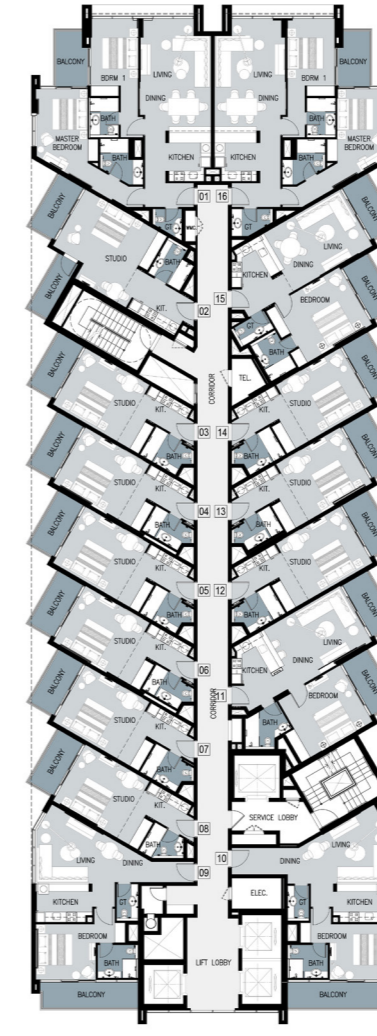 LIVING
LIVING
BALCONY
BDRM 1
BDRM 1
BALCONY
DINING
DINING
BATH
BATH
MASTER
BEDROOM
MASTER
BEDROOM
BATH
KITCHEN
KITCHEN
BATH
01
16
BALCONY
GT
GT
BALCONY
LIVING
STUDIO
BATH
DINING
KITCHEN
BALCONY
KIT.
15
BEDROOM
02
GT
BATH
BALCONY
TEL.
CORRIDOR
STUDIO
STUDIO
KIT.
KIT.
03
14
BALCONY
BALCONY
BATH
BATH
STUDIO
STUDIO
KIT.
KIT.
04
13
BALCONY
BALCONY
BATH
BATH
STUDIO
STUDIO
KIT.
KIT.
05
12
BALCONY
BALCONY
BATH
BATH
STUDIO
LIVING
KIT.
DINING
KITCHEN
06
BALCONY
BATH
BALCONY
STUDIO
BEDROOM
11
CORRIDOR
KIT.
BATH
07
BALCONY
BATH
STUDIO
KIT.
SERVICE LOBBY
08
BATH
10
LIVING
DINING
DINING
LIVING
09
ELEC.
KITCHEN
GT
GT
KITCHEN
BEDROOM
BEDROOM
BATH
LIFT LOBBY
BATH
BALCONY
BALCONY